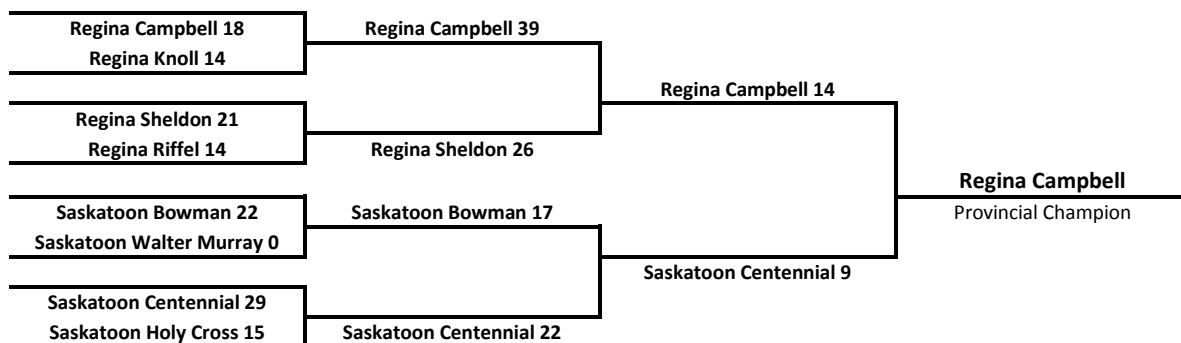 Regina Campbell 18
Regina Knoll 14
Regina Sheldon 21
Regina Riffel 14
Saskatoon Bowman 22
Saskatoon Walter Murray 0
Saskatoon Centennial 29
Saskatoon Holy Cross 15
Regina Campbell 39
Regina Sheldon 26
Saskatoon Bowman 17
Saskatoon Centennial 22
Regina Campbell 14
Saskatoon Centennial 9
Regina Campbell
Provincial Champion